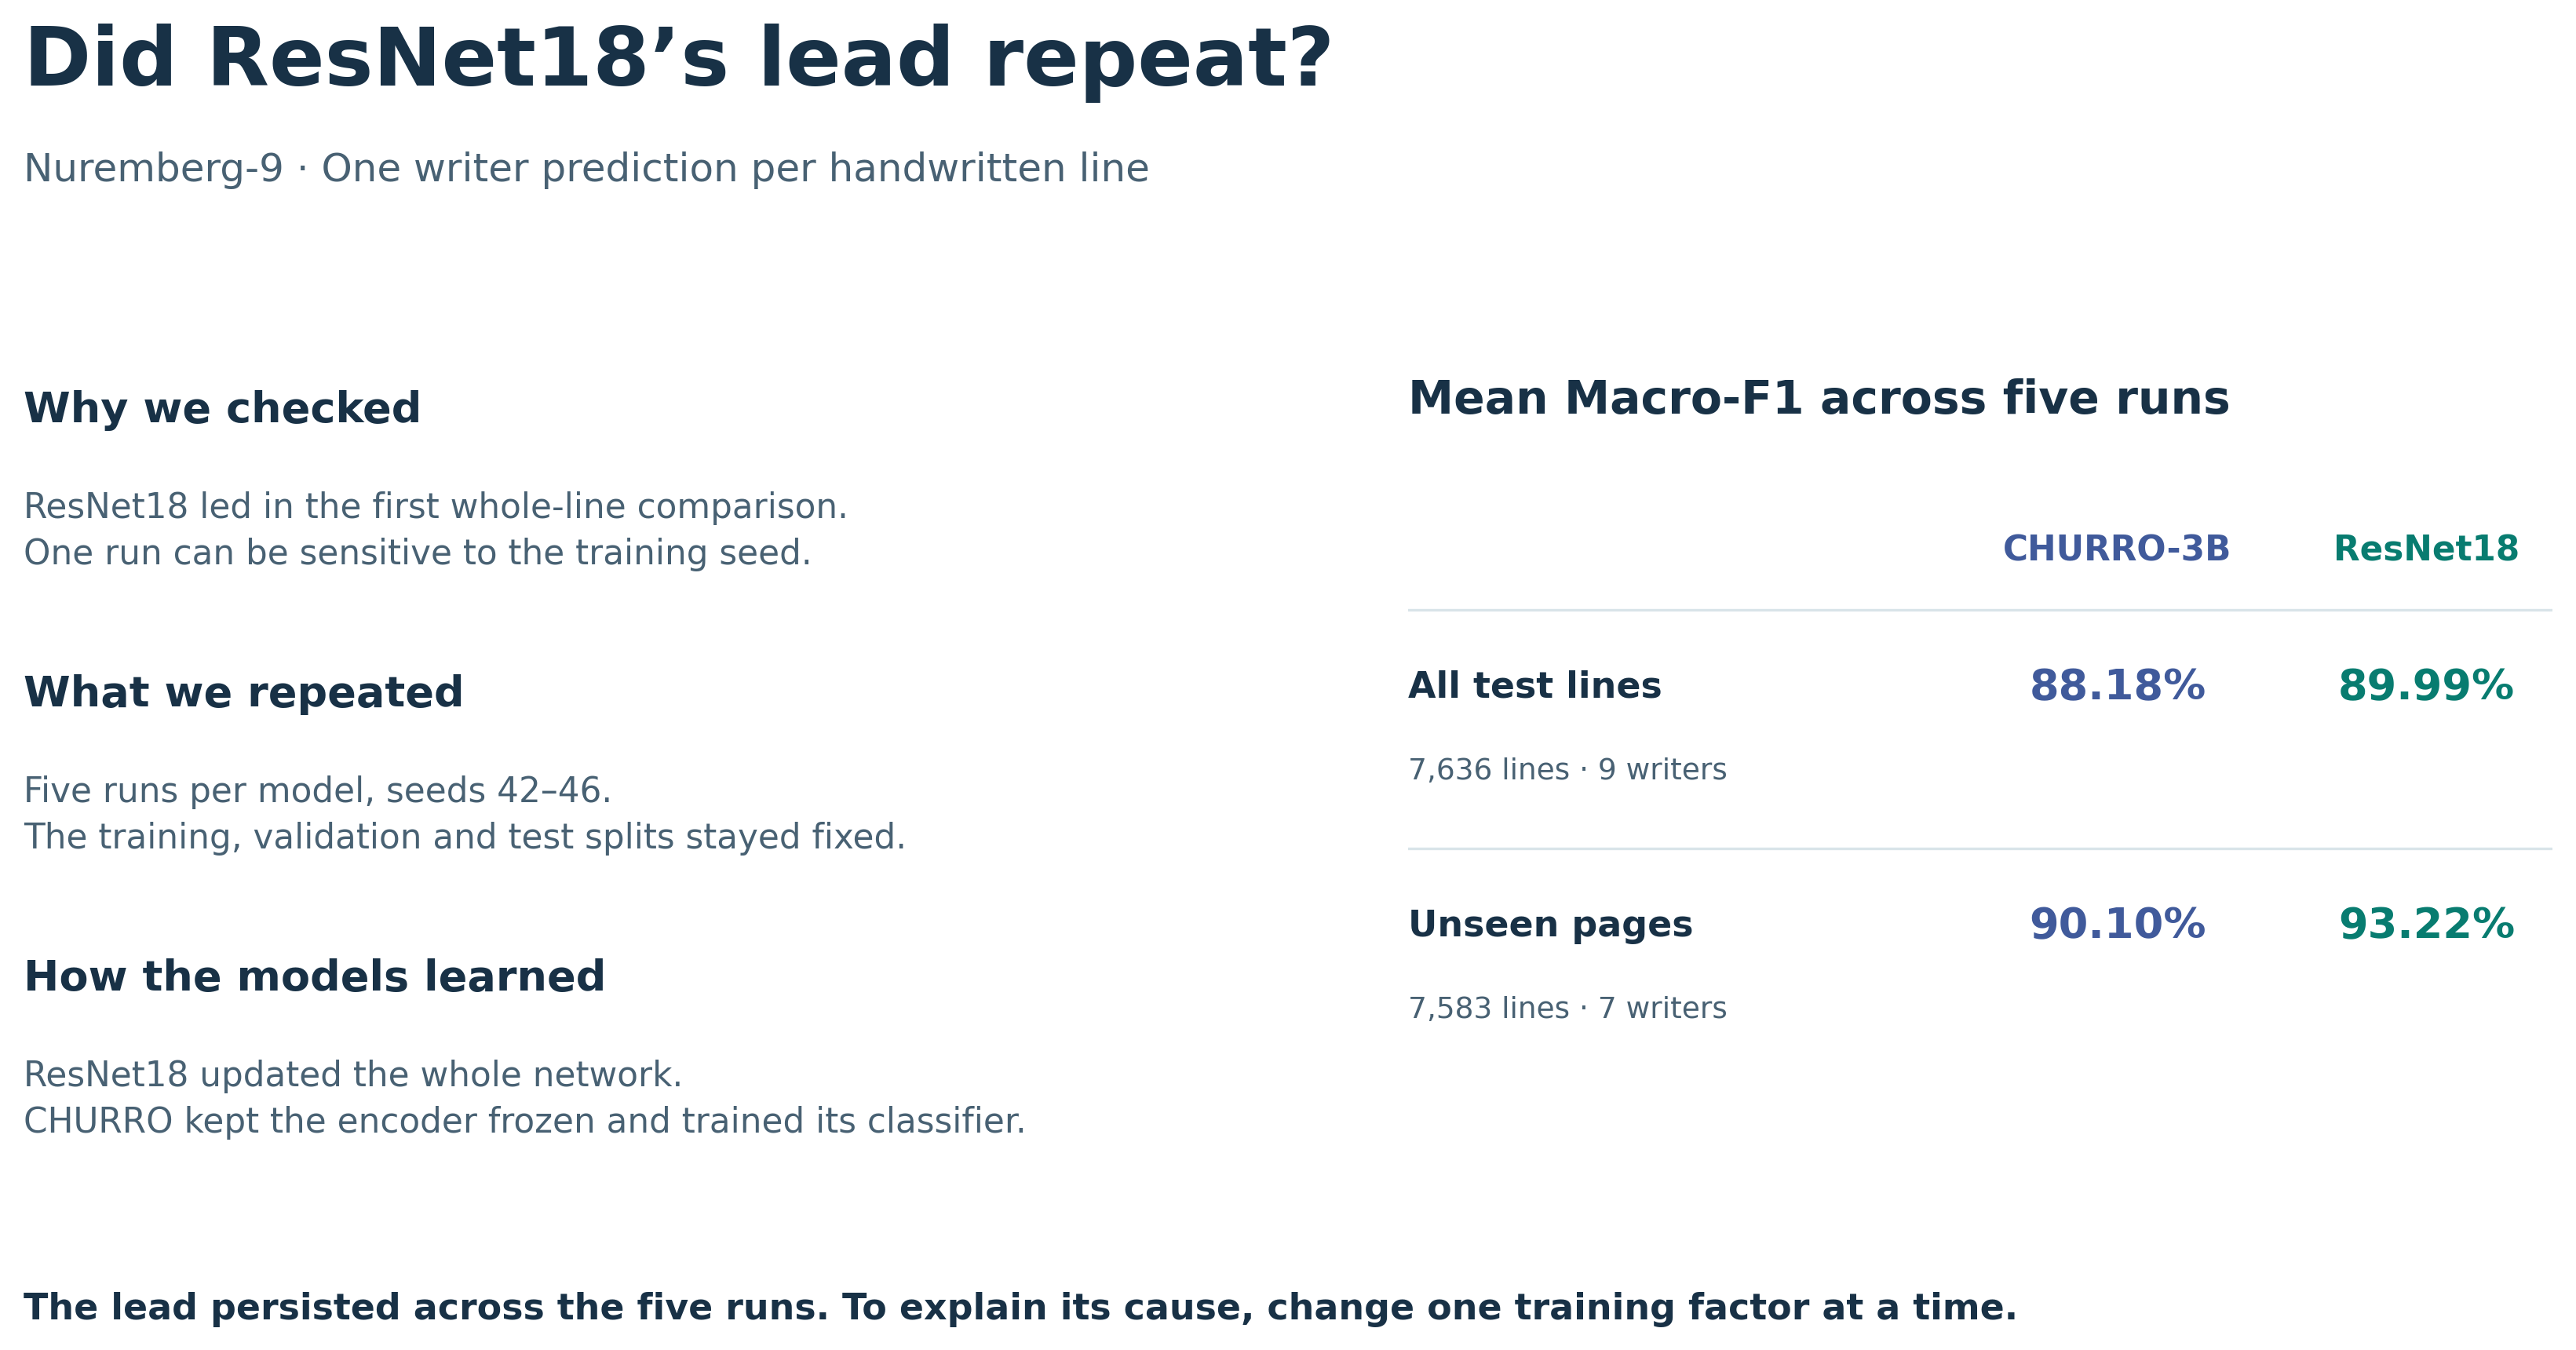 Did ResNet18’s lead repeat?
Nuremberg-9 · One writer prediction per handwritten line
Why we checked
ResNet18 led in the first whole-line comparison.
One run can be sensitive to the training seed.
What we repeated
Five runs per model, seeds 42–46.
The training, validation and test splits stayed fixed.
How the models learned
ResNet18 updated the whole network.
CHURRO kept the encoder frozen and trained its classifier.
Mean Macro-F1 across five runs
CHURRO-3B ResNet18
All test lines 88.18% 89.99%
7,636 lines · 9 writers
Unseen pages 90.10% 93.22%
7,583 lines · 7 writers
The lead persisted across the five runs. To explain its cause, change one training factor at a time.